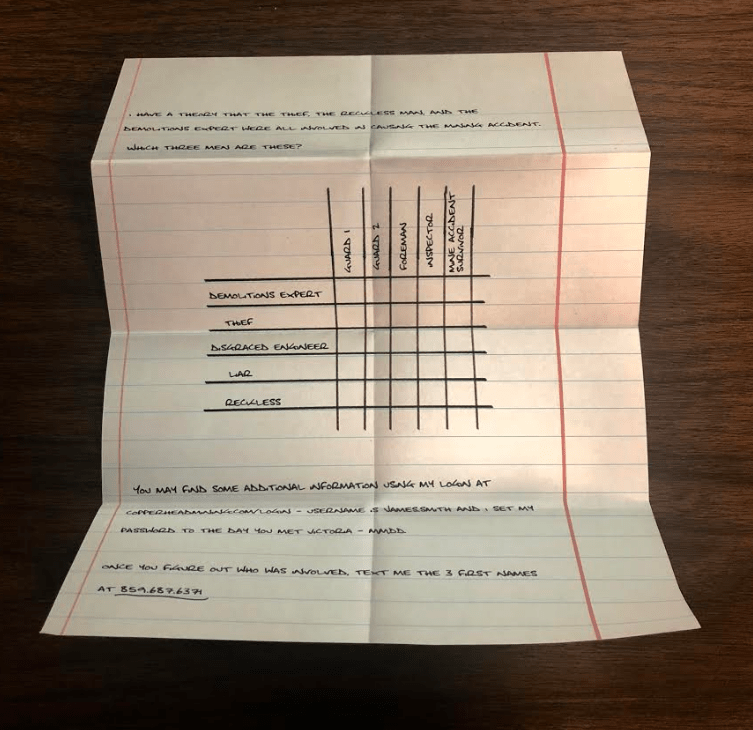 I HAVE A THEORY THAT THE THIEF, THE RECKLESS MAN, AND THE
DEMOLITIONS EXPERT WERE ALL INVOLVED IN CAUSING THE MINING ACCIDENT.
WHICH THREE MEN ARE THESE?
GUARD 1
GUARD 2
FOREMAN
INSPECTOR
MINE ACCIDENT
SURVIVOR
DEMOLITIONS EXPERT
THIEF
DISGRACED ENGINEER
LIAR
RECKLESS
YOU MAY FIND SOME ADDITIONAL INFORMATION USING MY LOGIN AT
COPPERHEADMINING.COM/LOGIN - USERNAME IS JAMESSMITH AND I SET MY
PASSWORD TO THE DAY YOU MET VICTORIA - MMDD
ONCE YOU FIGURE OUT WHO WAS INVOLVED, TEXT ME THE 3 FIRST NAMES
AT 859.687.6371